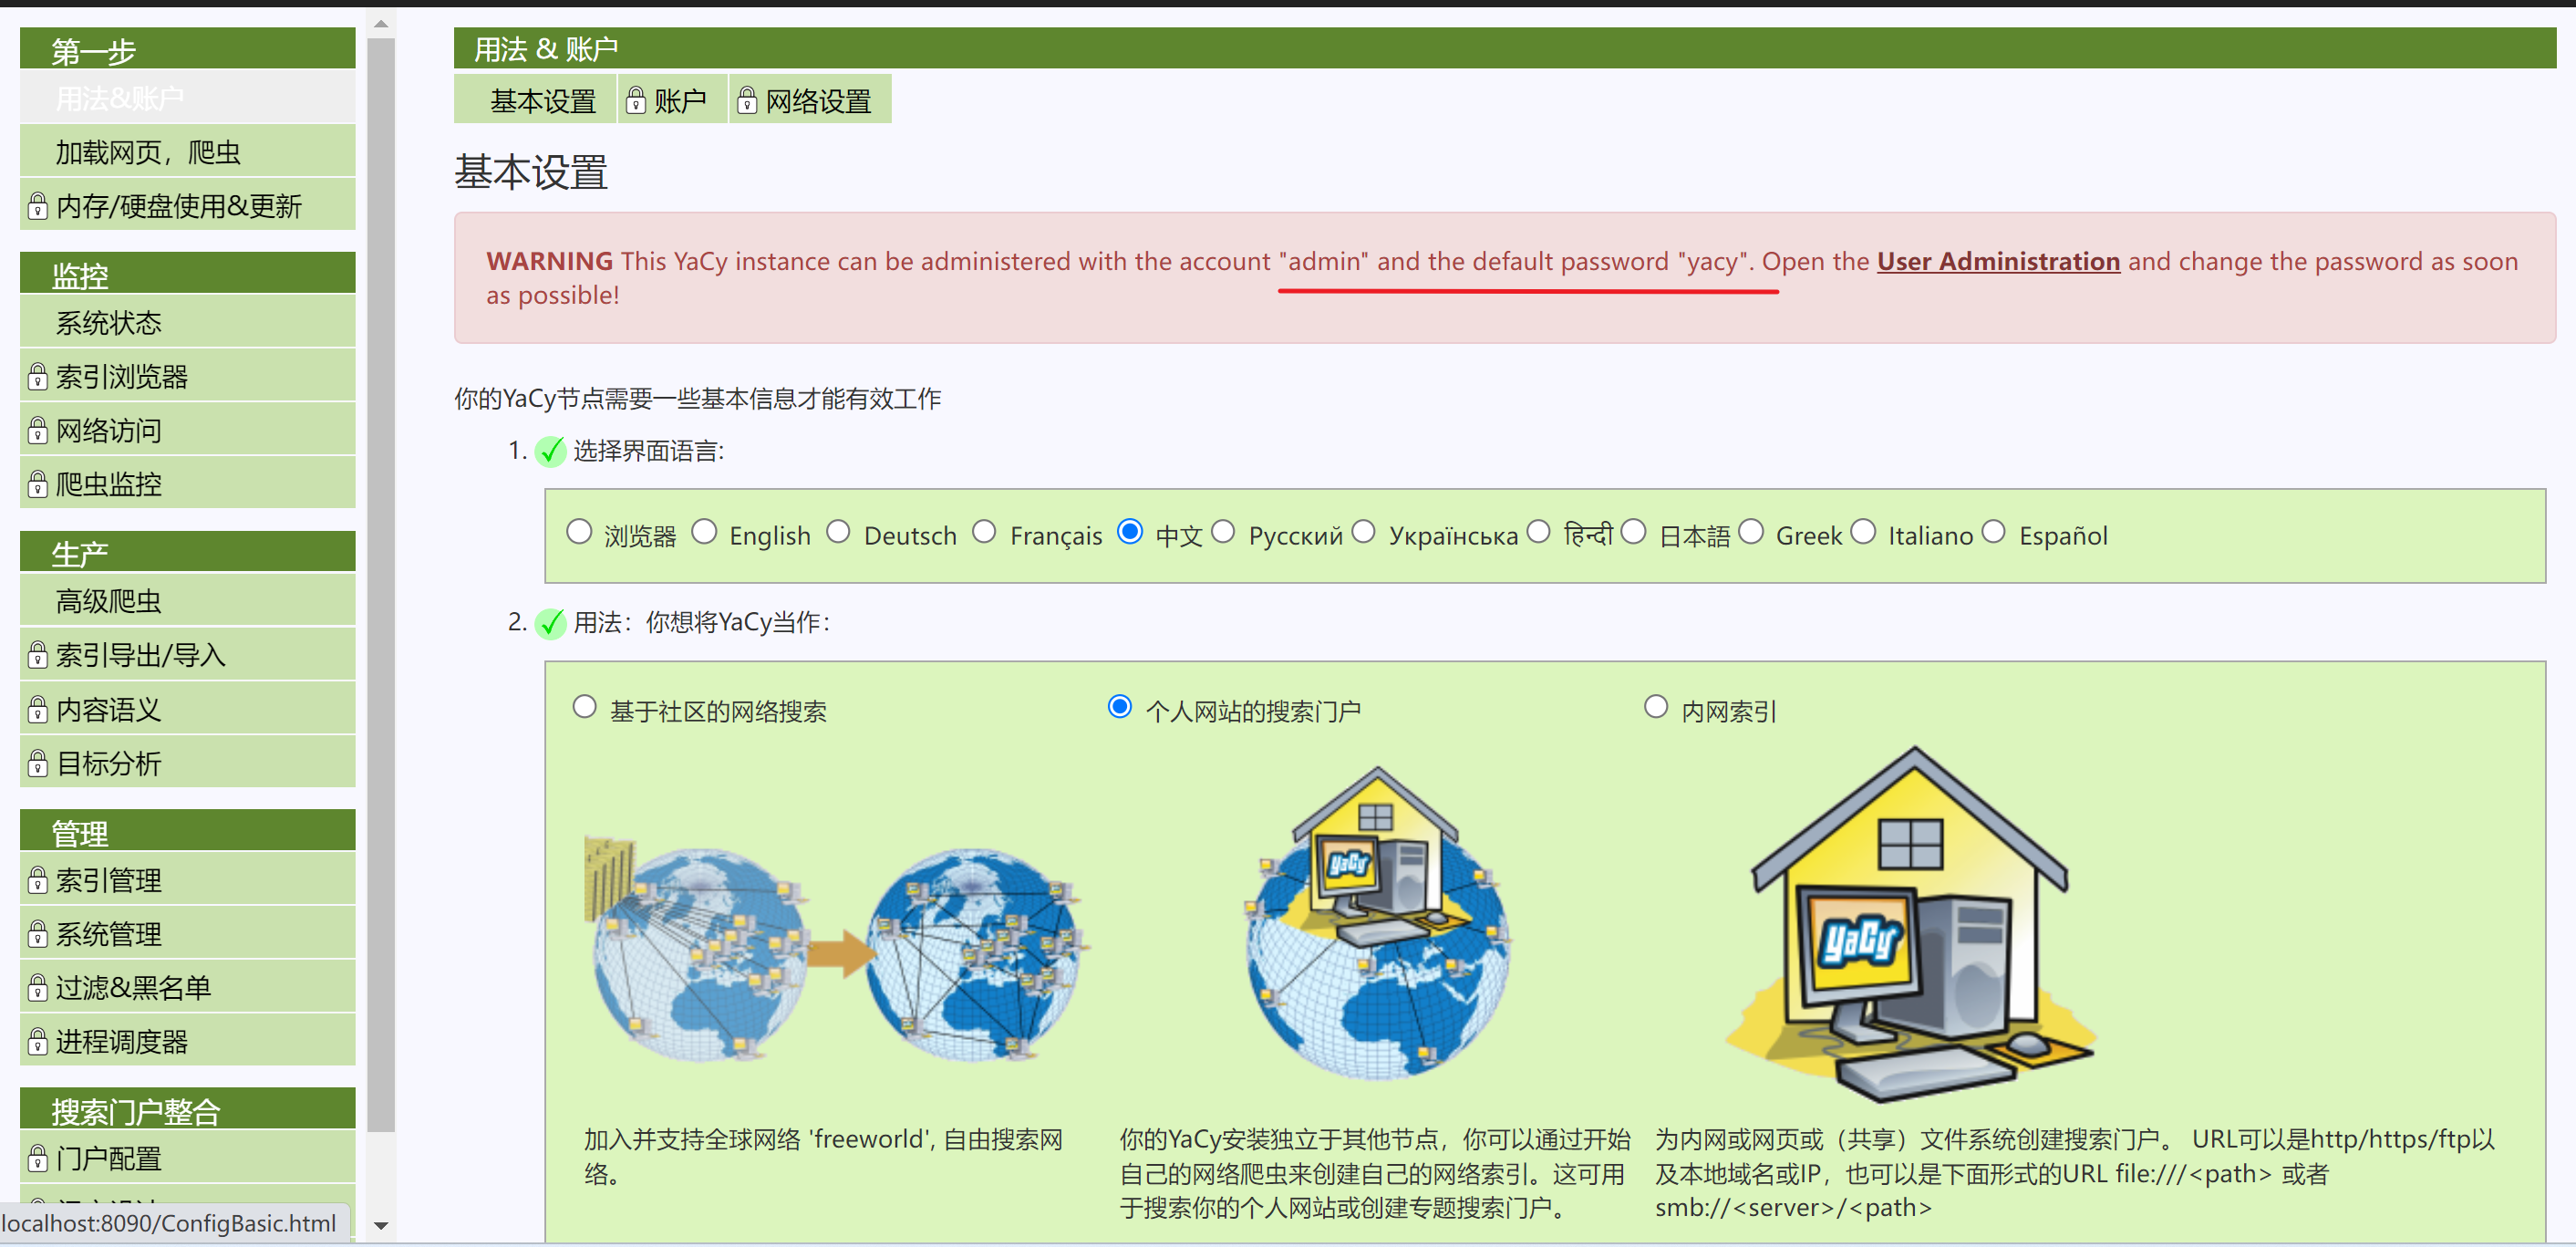 第一步
用法&账户
加载网页，爬虫
内存/硬盘使用&更新
监控
系统状态
索引浏览器
网络访问
爬虫监控
生产
高级爬虫
索引导出/导入
内容语义
目标分析
管理
索引管理
系统管理
过滤&黑名单
进程调度器
搜索门户整合
门户配置
localhost:8090/ConfigBasic.html
用法 & 账户
基本设置 账户 网络设置
基本设置
WARNING This YaCy instance can be administered with the account "admin" and the default password "yacy". Open the User Administration and change the password as soon
as possible!
你的YaCy节点需要一些基本信息才能有效工作
1. 选择界面语言:
浏览器 English Deutsch Français 中文 Русский Українська हिन्दी 日本語 Greek Italiano Español
2. 用法：你想将YaCy当作：
基于社区的网络搜索 个人网站的搜索门户 内网索引
YaCy
YaCy
加入并支持全球网络 'freeworld', 自由搜索网
络。
你的YaCy安装独立于其他节点，你可以通过开始
自己的网络爬虫来创建自己的网络索引。这可用
于搜索你的个人网站或创建专题搜索门户。
为内网或网页或（共享）文件系统创建搜索门户。 URL可以是http/https/ftp以
及本地域名或IP，也可以是下面形式的URL file:///<path> 或者
smb://<server>/<path>